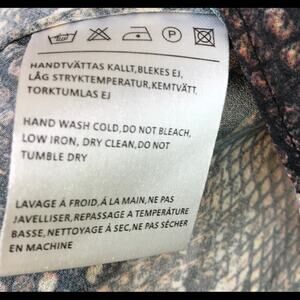 P
HANDTVÄTTAS KALLT,BLEKES EJ,
LÅG STRYKTEMPERATUR,KEMTVÄTT,
TORKTUMLAS EJ
HAND WASH COLD,DO NOT BLEACH,
LOW IRON, DRY CLEAN,DO NOT
TUMBLE DRY
LAVAGE À FROID,À LA MAIN,NE PAS
JAVELLISER,REPASSAGE A TEMPÉRATURE
BASSE,NETTOYAGE À SEC,NE PAS SÈCHER
EN MACHINE